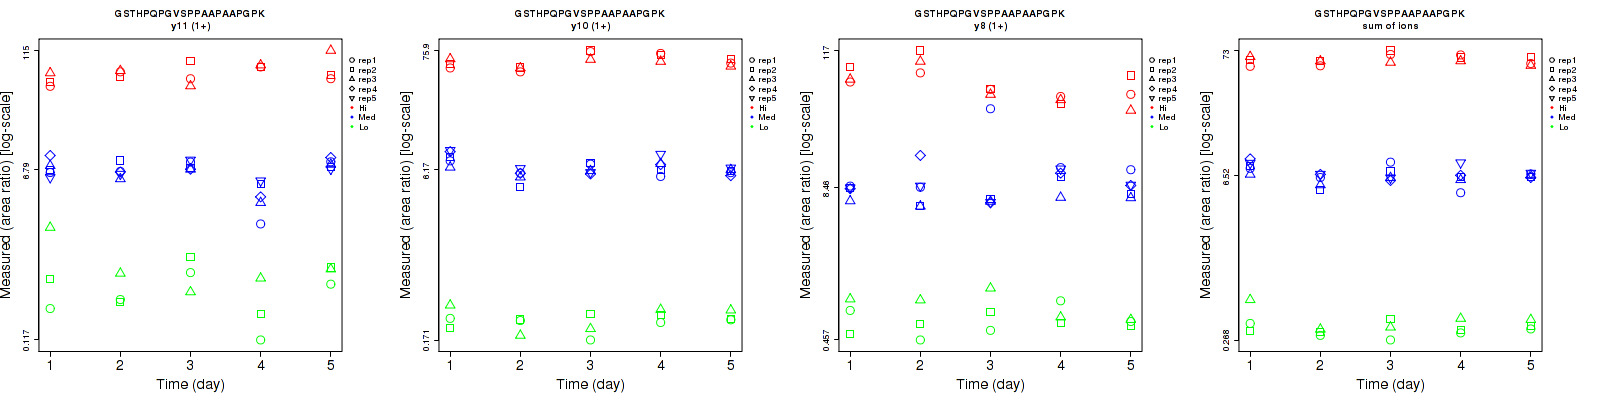 GSTHPQPGVSPPAAPAAPGPK
y11 (1+)
Measured (area ratio) [log-scale]
115
6.79
0.117
1 2 3 4 5
Time (day)
rep1
rep2
rep3
rep4
rep5
Hi
Med
Lo
GSTHPQPGVSPPAAPAAPGPK
y10 (1+)
Measured (area ratio) [log-scale]
75.9
6.17
0.171
1 2 3 4 5
Time (day)
rep1
rep2
rep3
rep4
rep5
Hi
Med
Lo
GSTHPQPGVSPPAAPAAPGPK
y8 (1+)
Measured (area ratio) [log-scale]
117
8.46
0.457
1 2 3 4 5
Time (day)
rep1
rep2
rep3
rep4
rep5
Hi
Med
Lo
GSTHPQPGVSPPAAPAAPGPK
sum of ions
Measured (area ratio) [log-scale]
73
6.52
0.268
1 2 3 4 5
Time (day)
rep1
rep2
rep3
rep4
rep5
Hi
Med
Lo